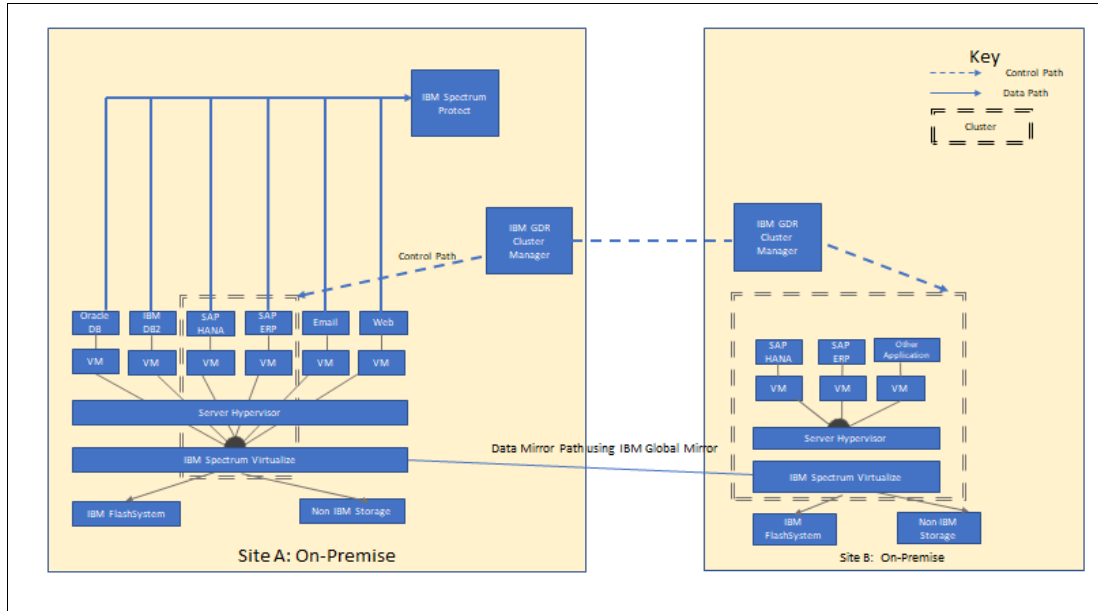 Key
Control Path
Data Path
Cluster
IBM Spectrum
Protect
IBM GDR
Cluster
Manager
IBM GDR
Cluster
Manager
Control Path
Oracle
DB
IBM
DB2
SAP
HANA
SAP
ERP
Email
Web
VM
VM
VM
VM
VM
VM
Server Hypervisor
IBM Spectrum Virtualize
IBM FlashSystem
Non IBM Storage
Site A: On-Premise
Data Mirror Path using IBM Global Mirror
SAP
HANA
SAP
ERP
Other
Application
VM
VM
VM
Server Hypervisor
IBM Spectrum Virtualize
IBM
FlashSystem
Non IBM
Storage
Site B: On-Premise